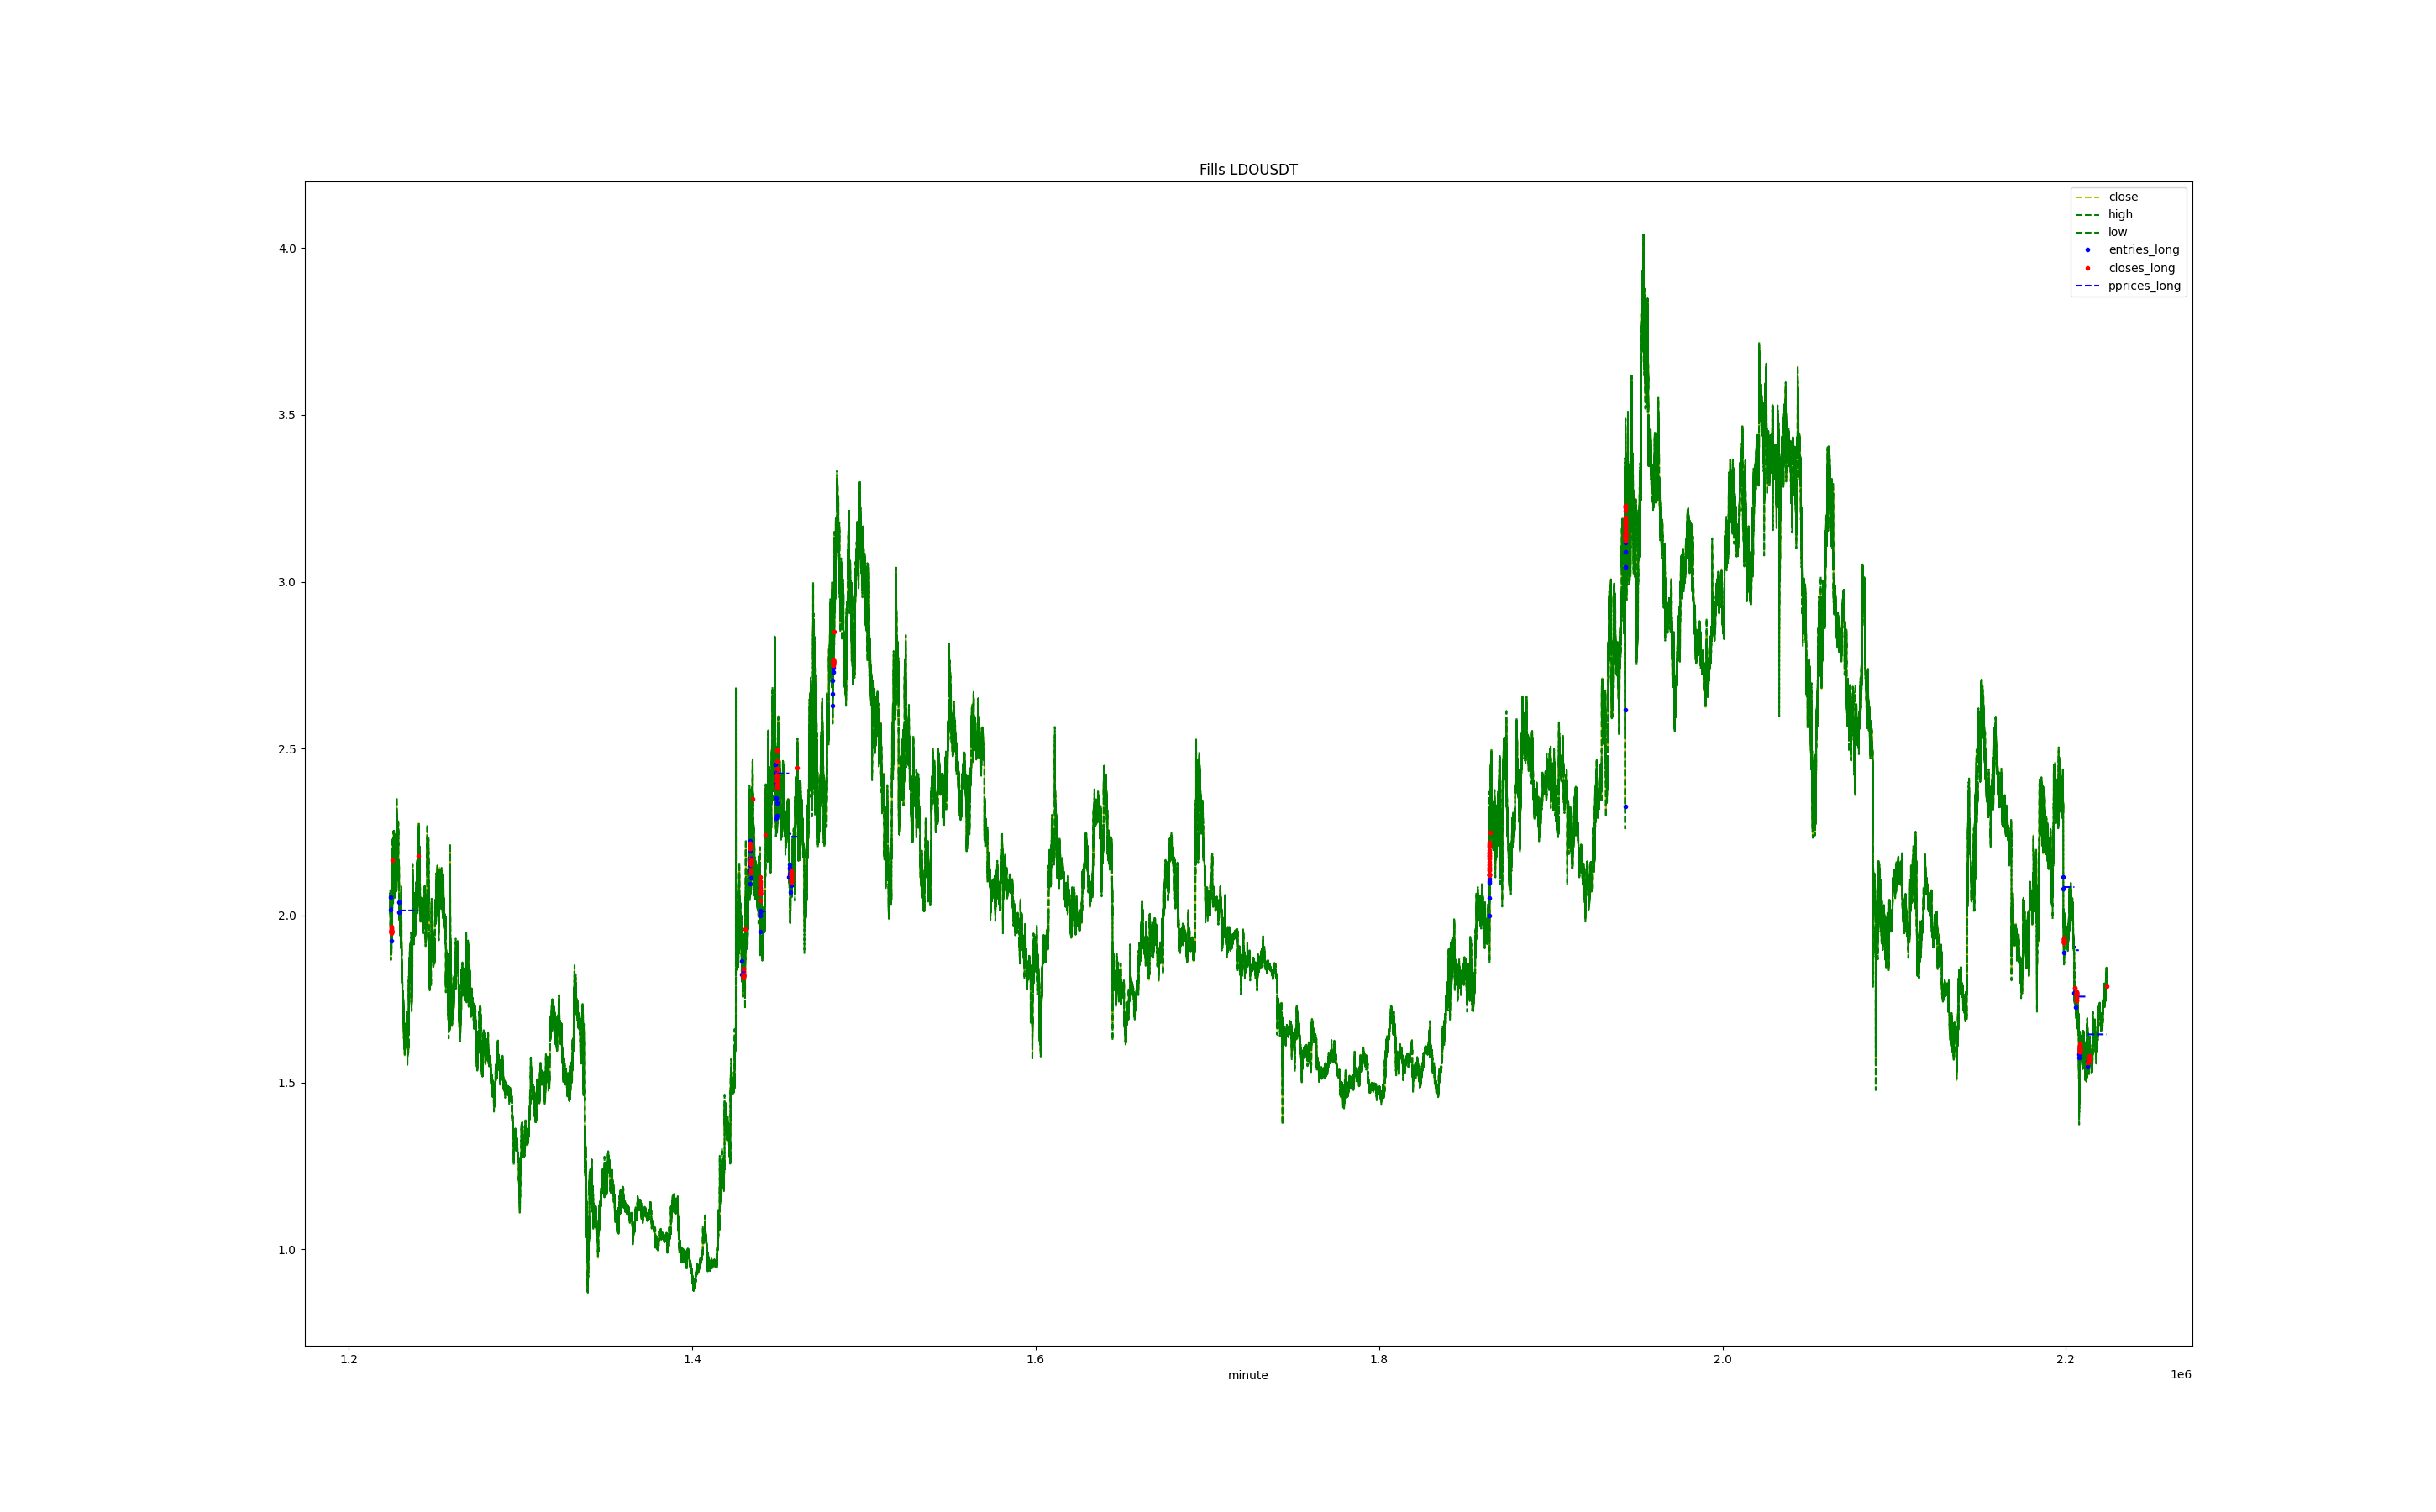 Fills LDOUSDT
close
high
low
entries_long
closes_long
pprices_long
4.0
3.5
3.0
2.5
2.0
1.5
1.0
1.2 1.4 1.6 1.8 2.0 2.2
1e6
minute